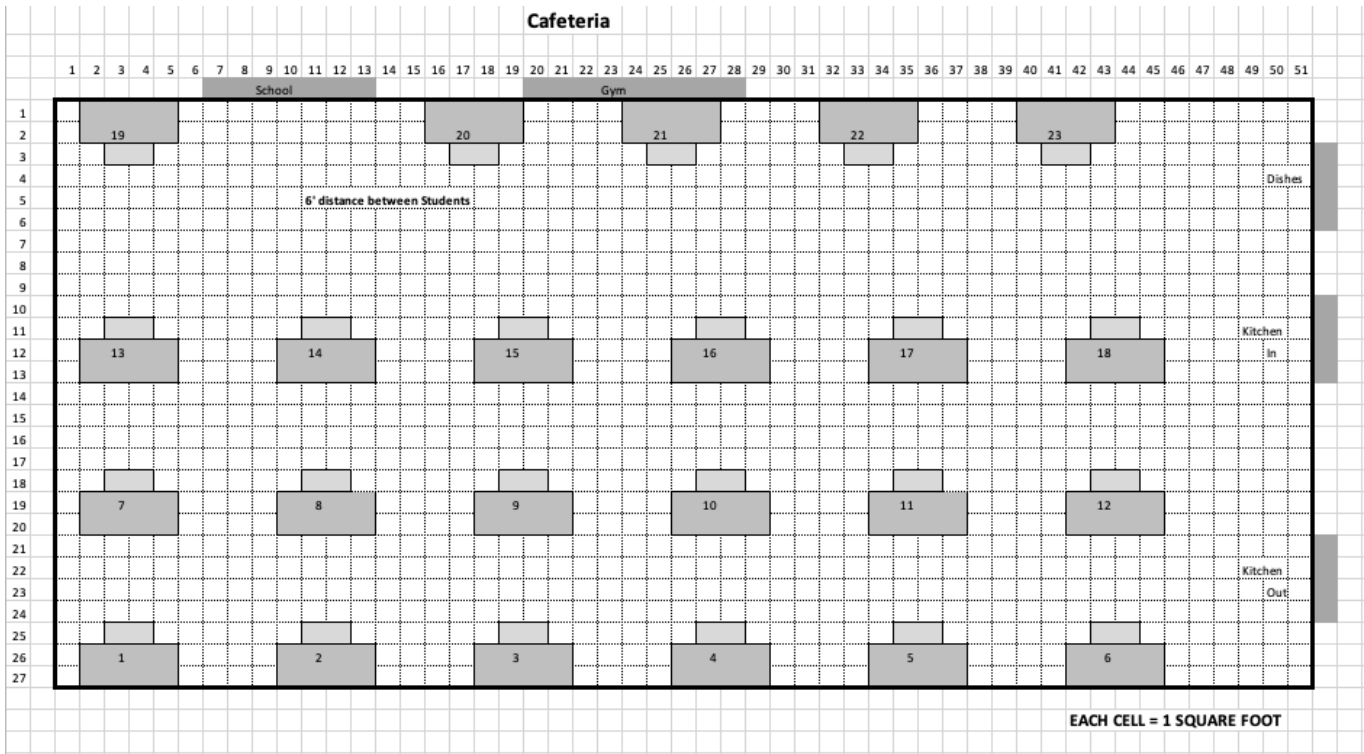 Cafeteria
1 2 3 4 5 6 7 8 9 10 11 12 13 14 15 16 17 18 19 20 21 22 23 24 25 26 27 28 29 30 31 32 33 34 35 36 37 38 39 40 41 42 43 44 45 46 47 48 49 50 51
School Gym
1
2 19 20 21 22 23
3
4 Dishes
5 6' distance between Students
6
7
8
9
10
11 Kitchen
12 13 14 15 16 17 18 In
13
14
15
16
17
18
19 7 8 9 10 11 12
20
21
22 Kitchen
23 Out
24
25
26 1 2 3 4 5 6
27
EACH CELL = 1 SQUARE FOOT